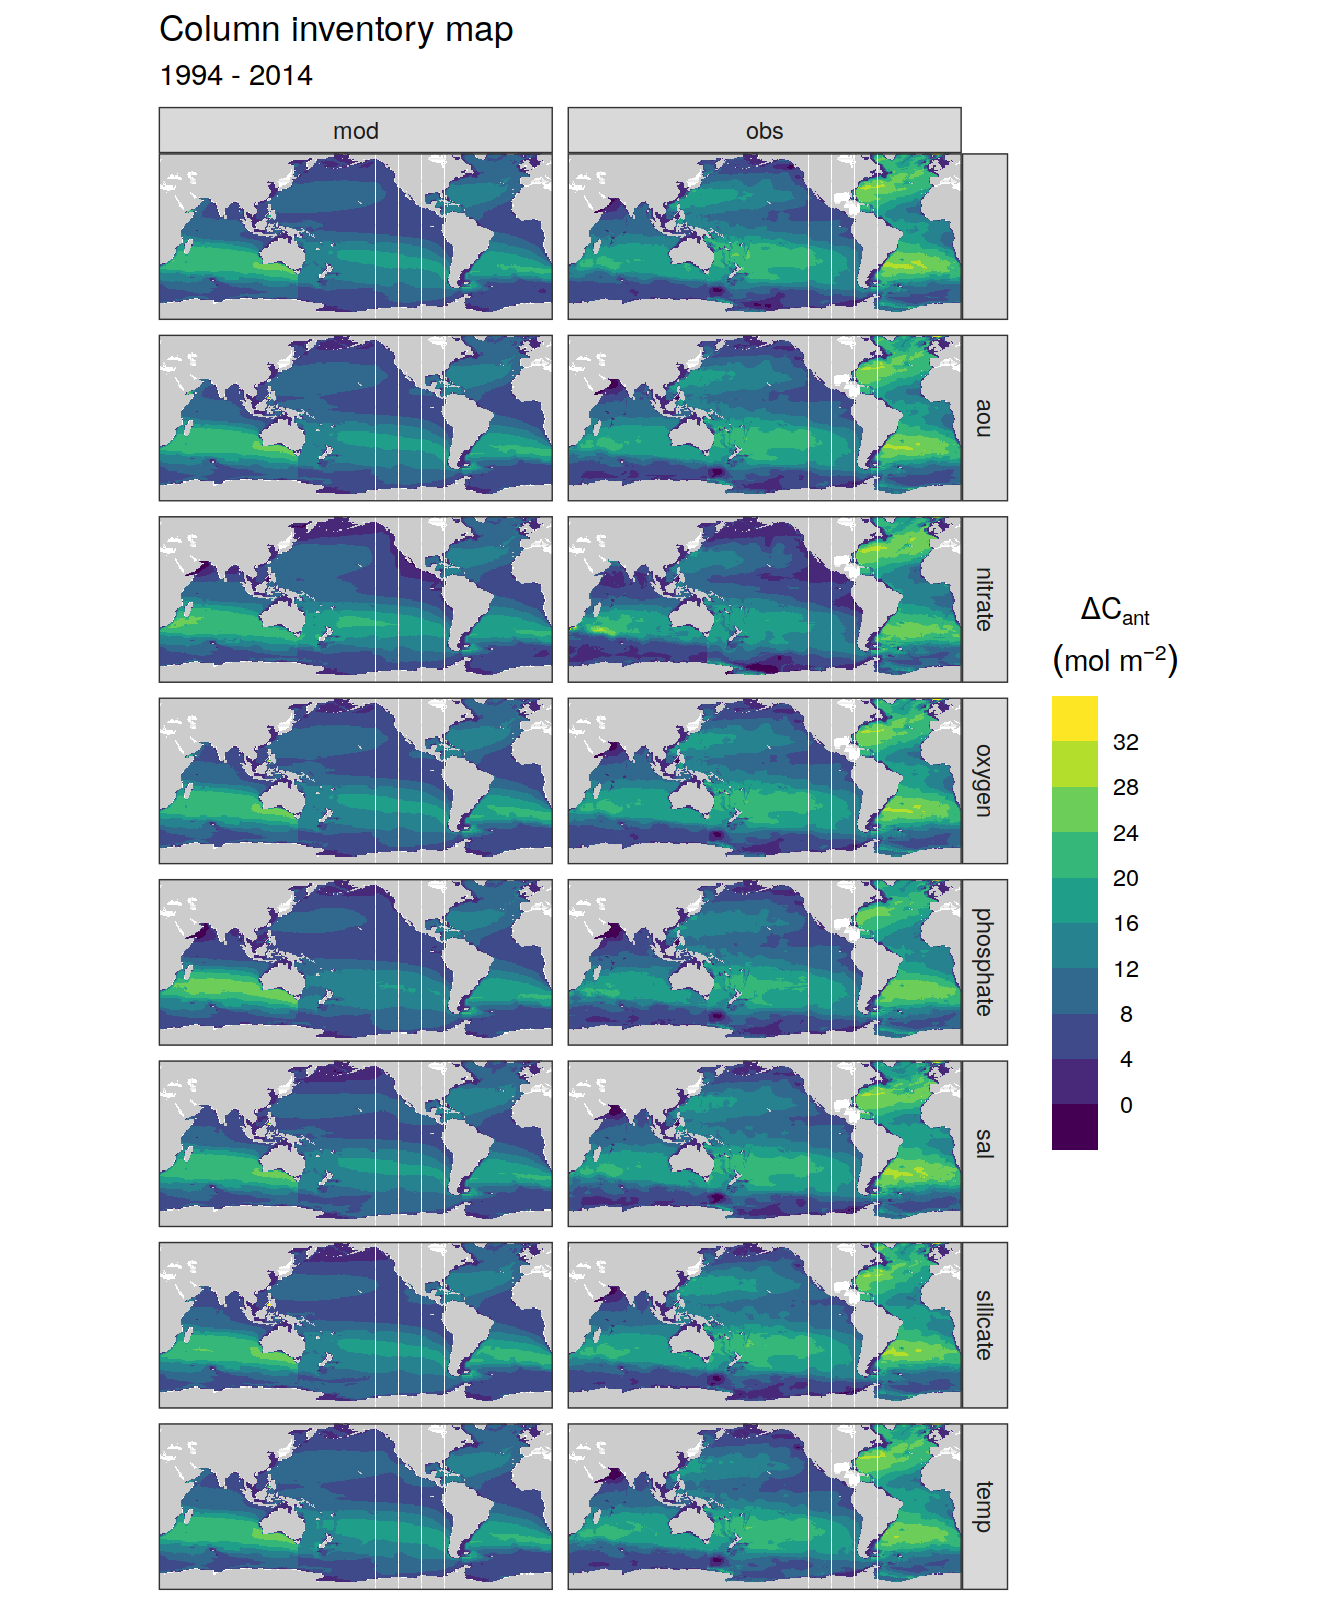 Column inventory map
1994 - 2014
mod
obs
aou
nitrate
oxygen
phosphate
sal
silicate
temp
ΔCant
(mol m−2)
32
28
24
20
16
12
8
4
0